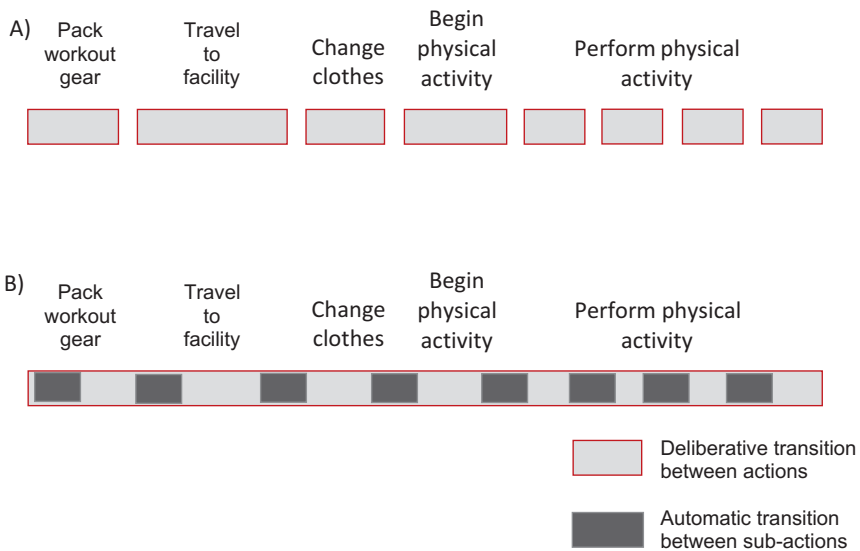 A)
Pack
workout
gear
Travel
to
facility
Change
clothes
Begin
physical
activity
Perform physical
activity
B)
Pack
workout
gear
Travel
to
facility
Change
clothes
Begin
physical
activity
Perform physical
activity
Deliberative transition
between actions
Automatic transition
between sub-actions